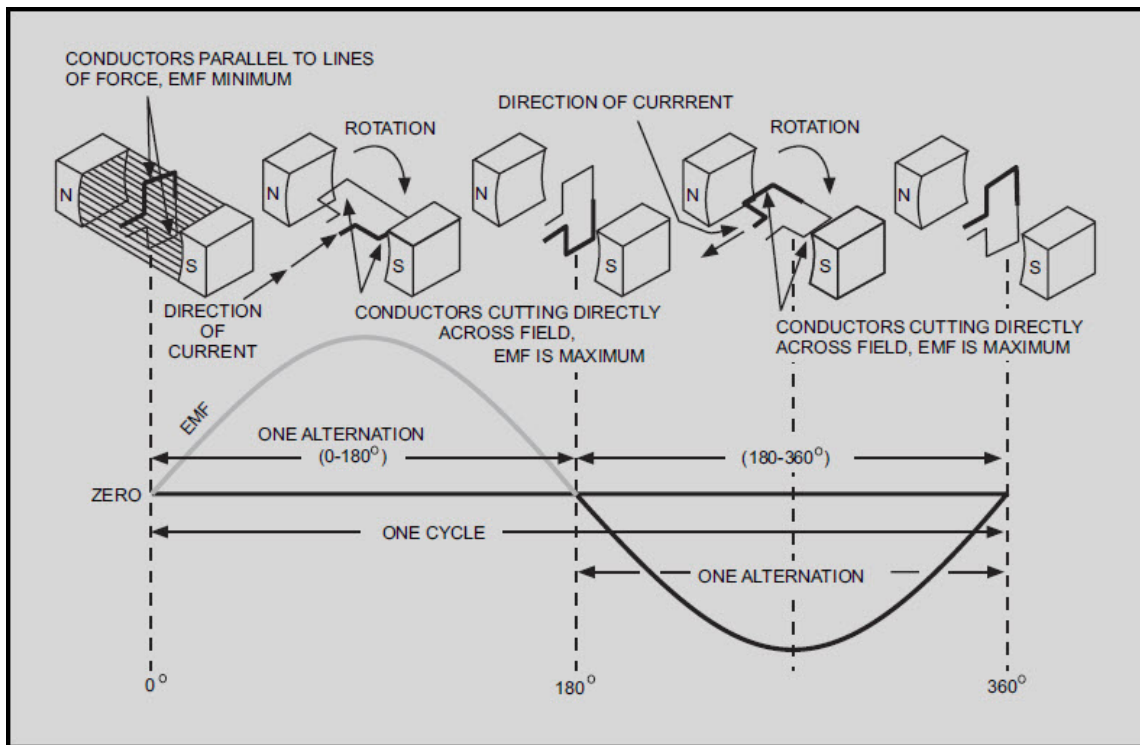 CONDUCTORS PARALLEL TO LINES
OF FORCE, EMF MINIMUM
DIRECTION OF CURRRENT
ROTATION
ROTATION
N
N
N
N
N
S
S
S
S
S
DIRECTION
OF
CURRENT
CONDUCTORS CUTTING DIRECTLY
ACROSS FIELD,
EMF IS MAXIMUM
CONDUCTORS CUTTING DIRECTLY
ACROSS FIELD, EMF IS MAXIMUM
EMF
ONE ALTERNATION
(0-180°)
(180-360°)
ZERO
ONE CYCLE
ONE ALTERNATION
0°
180°
360°